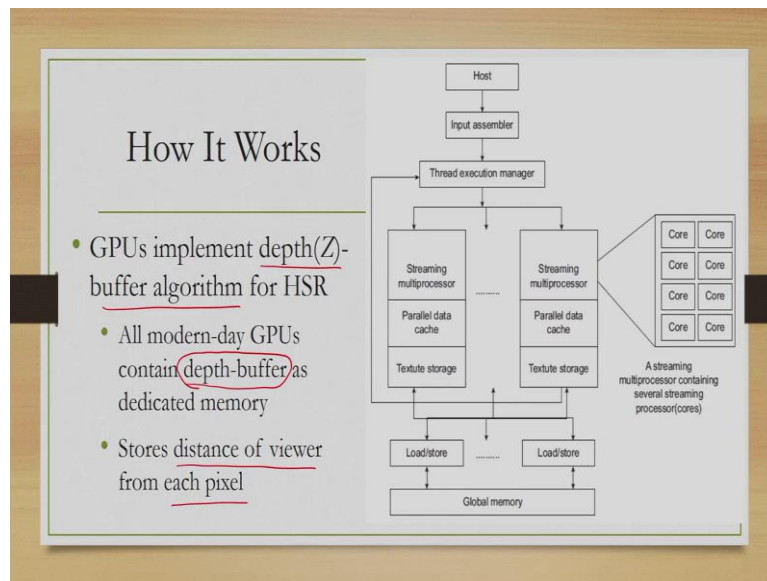 How It Works
• GPUs implement depth(Z)-
buffer algorithm for HSR
• All modern-day GPUs
contain depth-buffer as
dedicated memory
• Stores distance of viewer
from each pixel
Host
Input assembler
Thread execution manager
Streaming
multiprocessor
Parallel data
cache
Textute storage
..........
Streaming
multiprocessor
Parallel data
cache
Textute storage
Core Core
Core Core
Core Core
Core Core
A streaming
multiprocessor containing
several streaming
processor(cores)
Load/store
..........
Load/store
Global memory